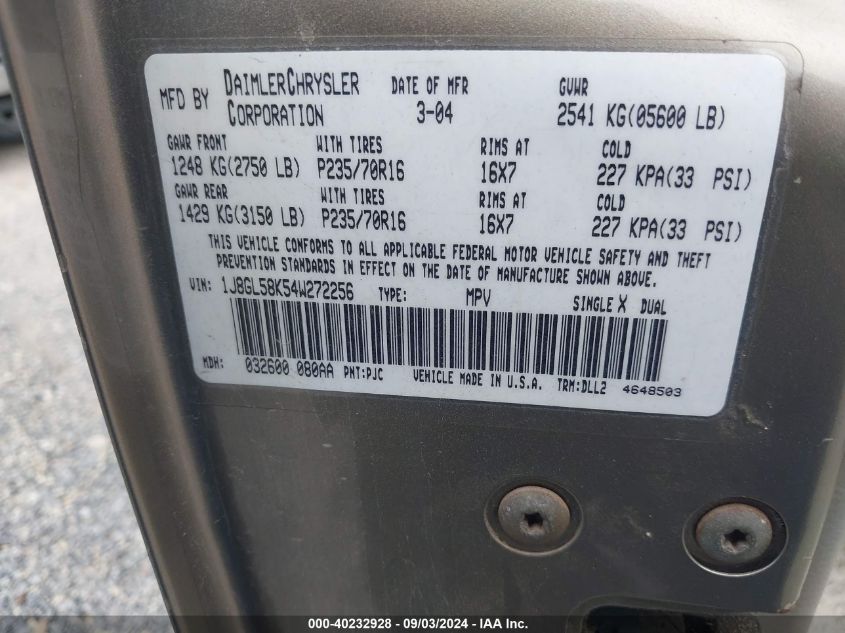 MFD BY DAIMLERCHRYSLER CORPORATION DATE OF MFR 3-04 GVWR 2541 KG(05600 LB)
GAWR FRONT WITH TIRES RIMS AT COLD
1248 KG(2750 LB) P235/70R16 16X7 227 KPA(33 PSI)
GAWR REAR WITH TIRES RIMS AT COLD
1429 KG(3150 LB) P235/70R16 16X7 227 KPA(33 PSI)
THIS VEHICLE CONFORMS TO ALL APPLICABLE FEDERAL MOTOR VEHICLE SAFETY AND THEFT
PREVENTION STANDARDS IN EFFECT ON THE DATE OF MANUFACTURE SHOWN ABOVE.
VIN: 1J8GL58K54W272256 TYPE: MPV SINGLE X DUAL
MDH: 032600 080AA PNT:PJC VEHICLE MADE IN U.S.A. TRM:DLL2 4648503
000-40232928 - 09/03/2024 - IAA Inc.